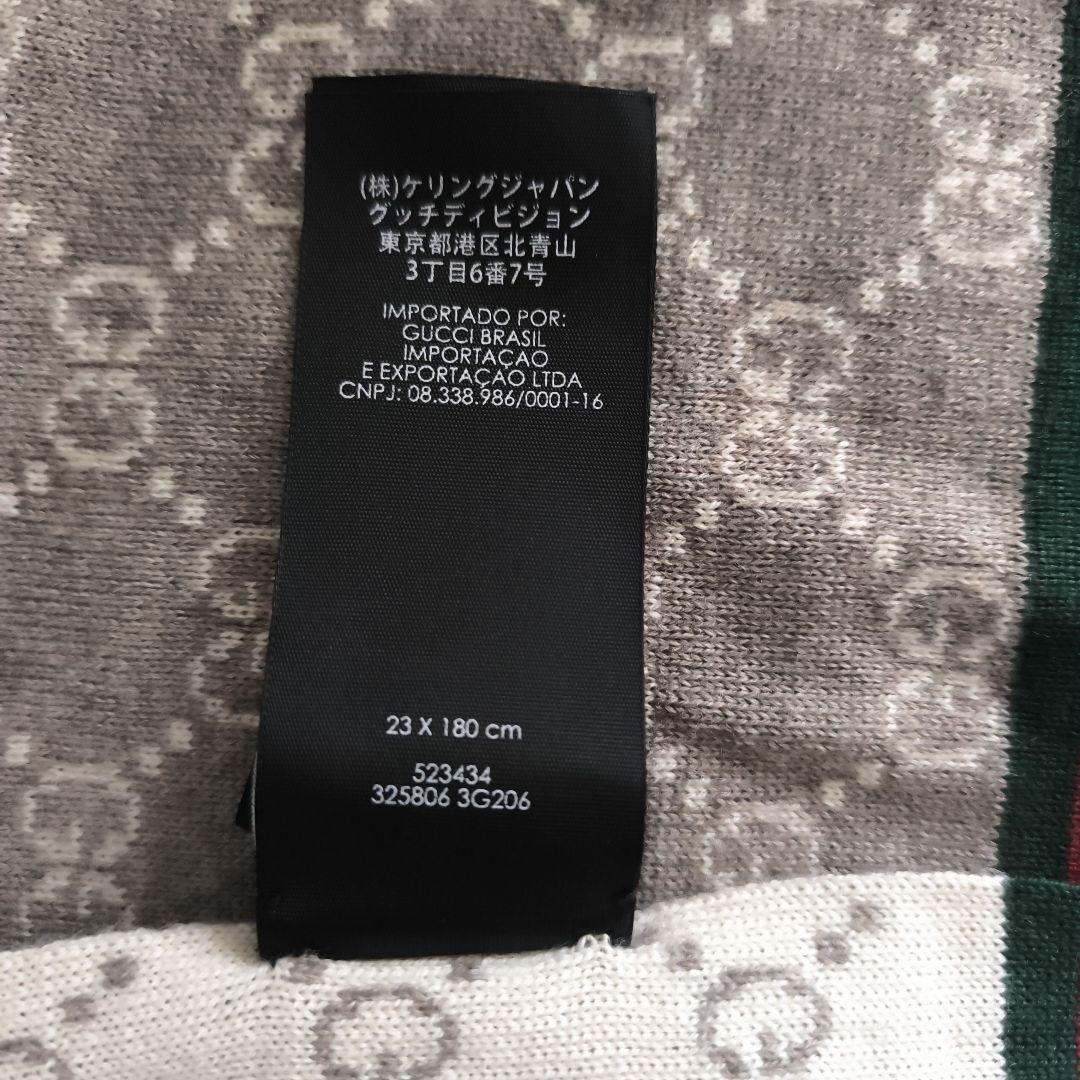 (株)ケリングジャパン
グッチディビジョン
東京都港区北青山
3丁目6番7号
IMPORTADO POR:
GUCCI BRASIL
IMPORTAÇAO
E EXPORTAÇAO LTDA
CNPJ: 08.338.986/0001-16
23 X 180 cm
523434
325806 3G206